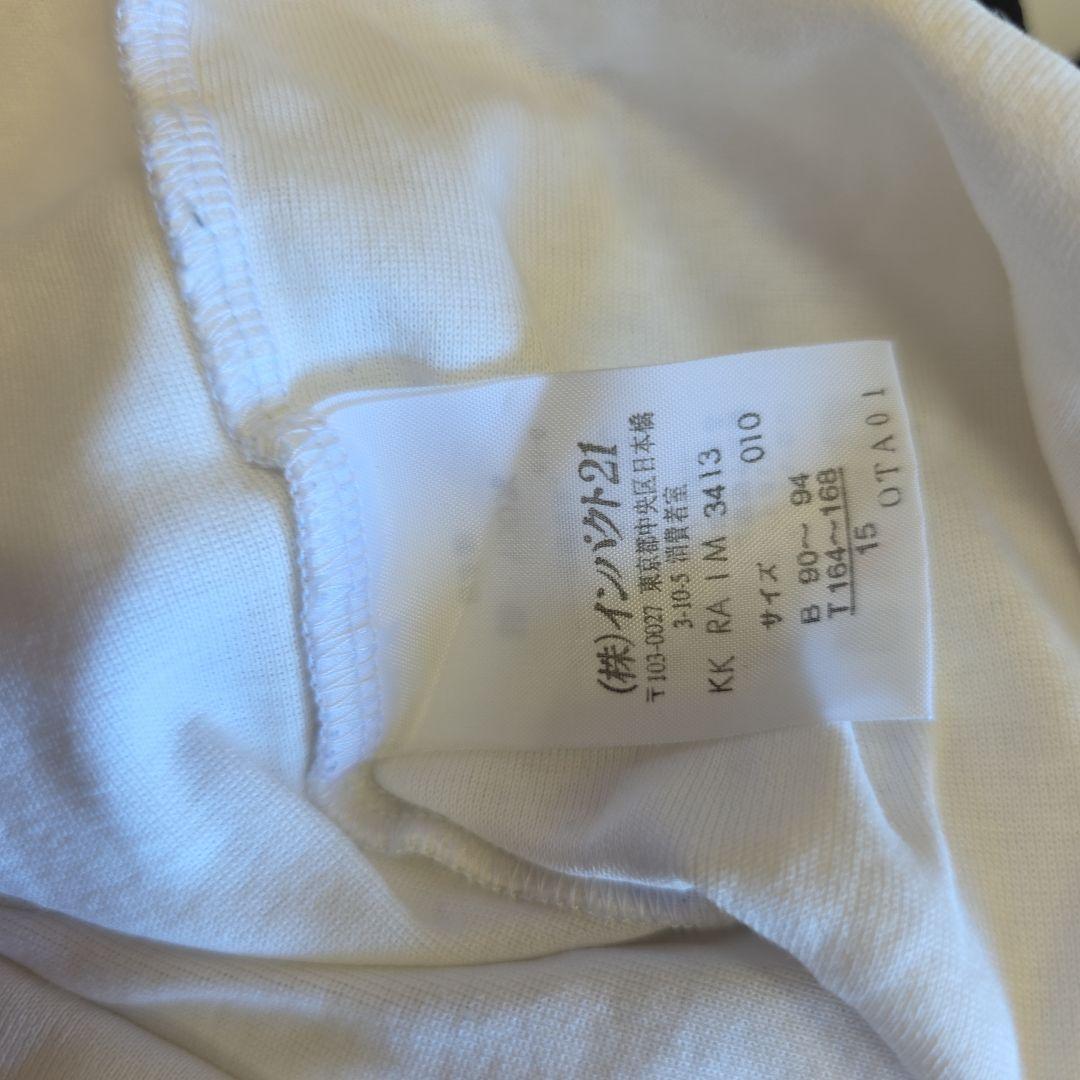 (株)インパクト21
〒103-0027 東京都中央区日本橋
3-10-5 消費者室
KK RAIM 3413
010
サイズ
B 90～ 94
T 164～168
15
OTA01